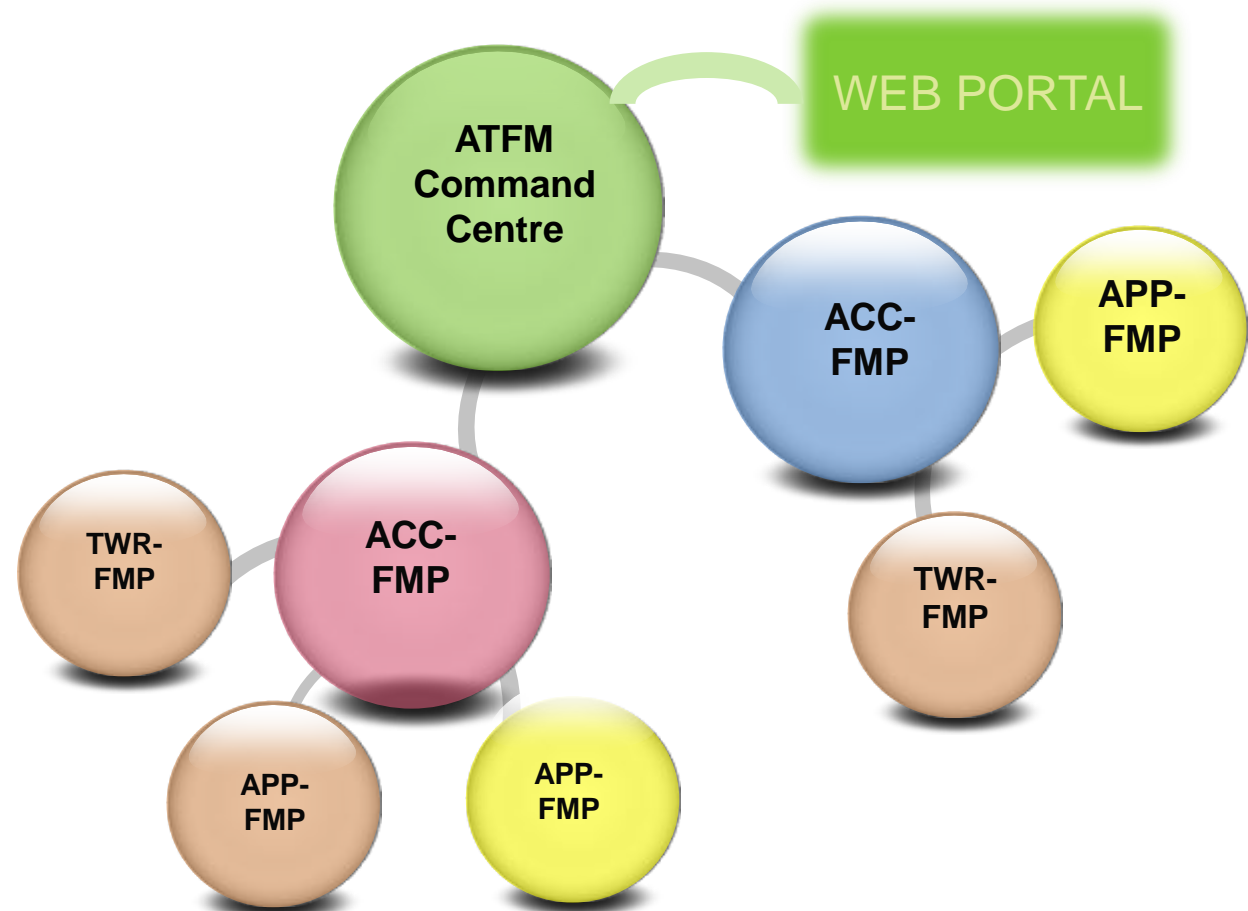 WEB PORTAL
ATFM
Command
Centre
ACC-
FMP
APP-
FMP
ACC-
FMP
TWR-
FMP
TWR-
FMP
APP-
FMP
APP-
FMP